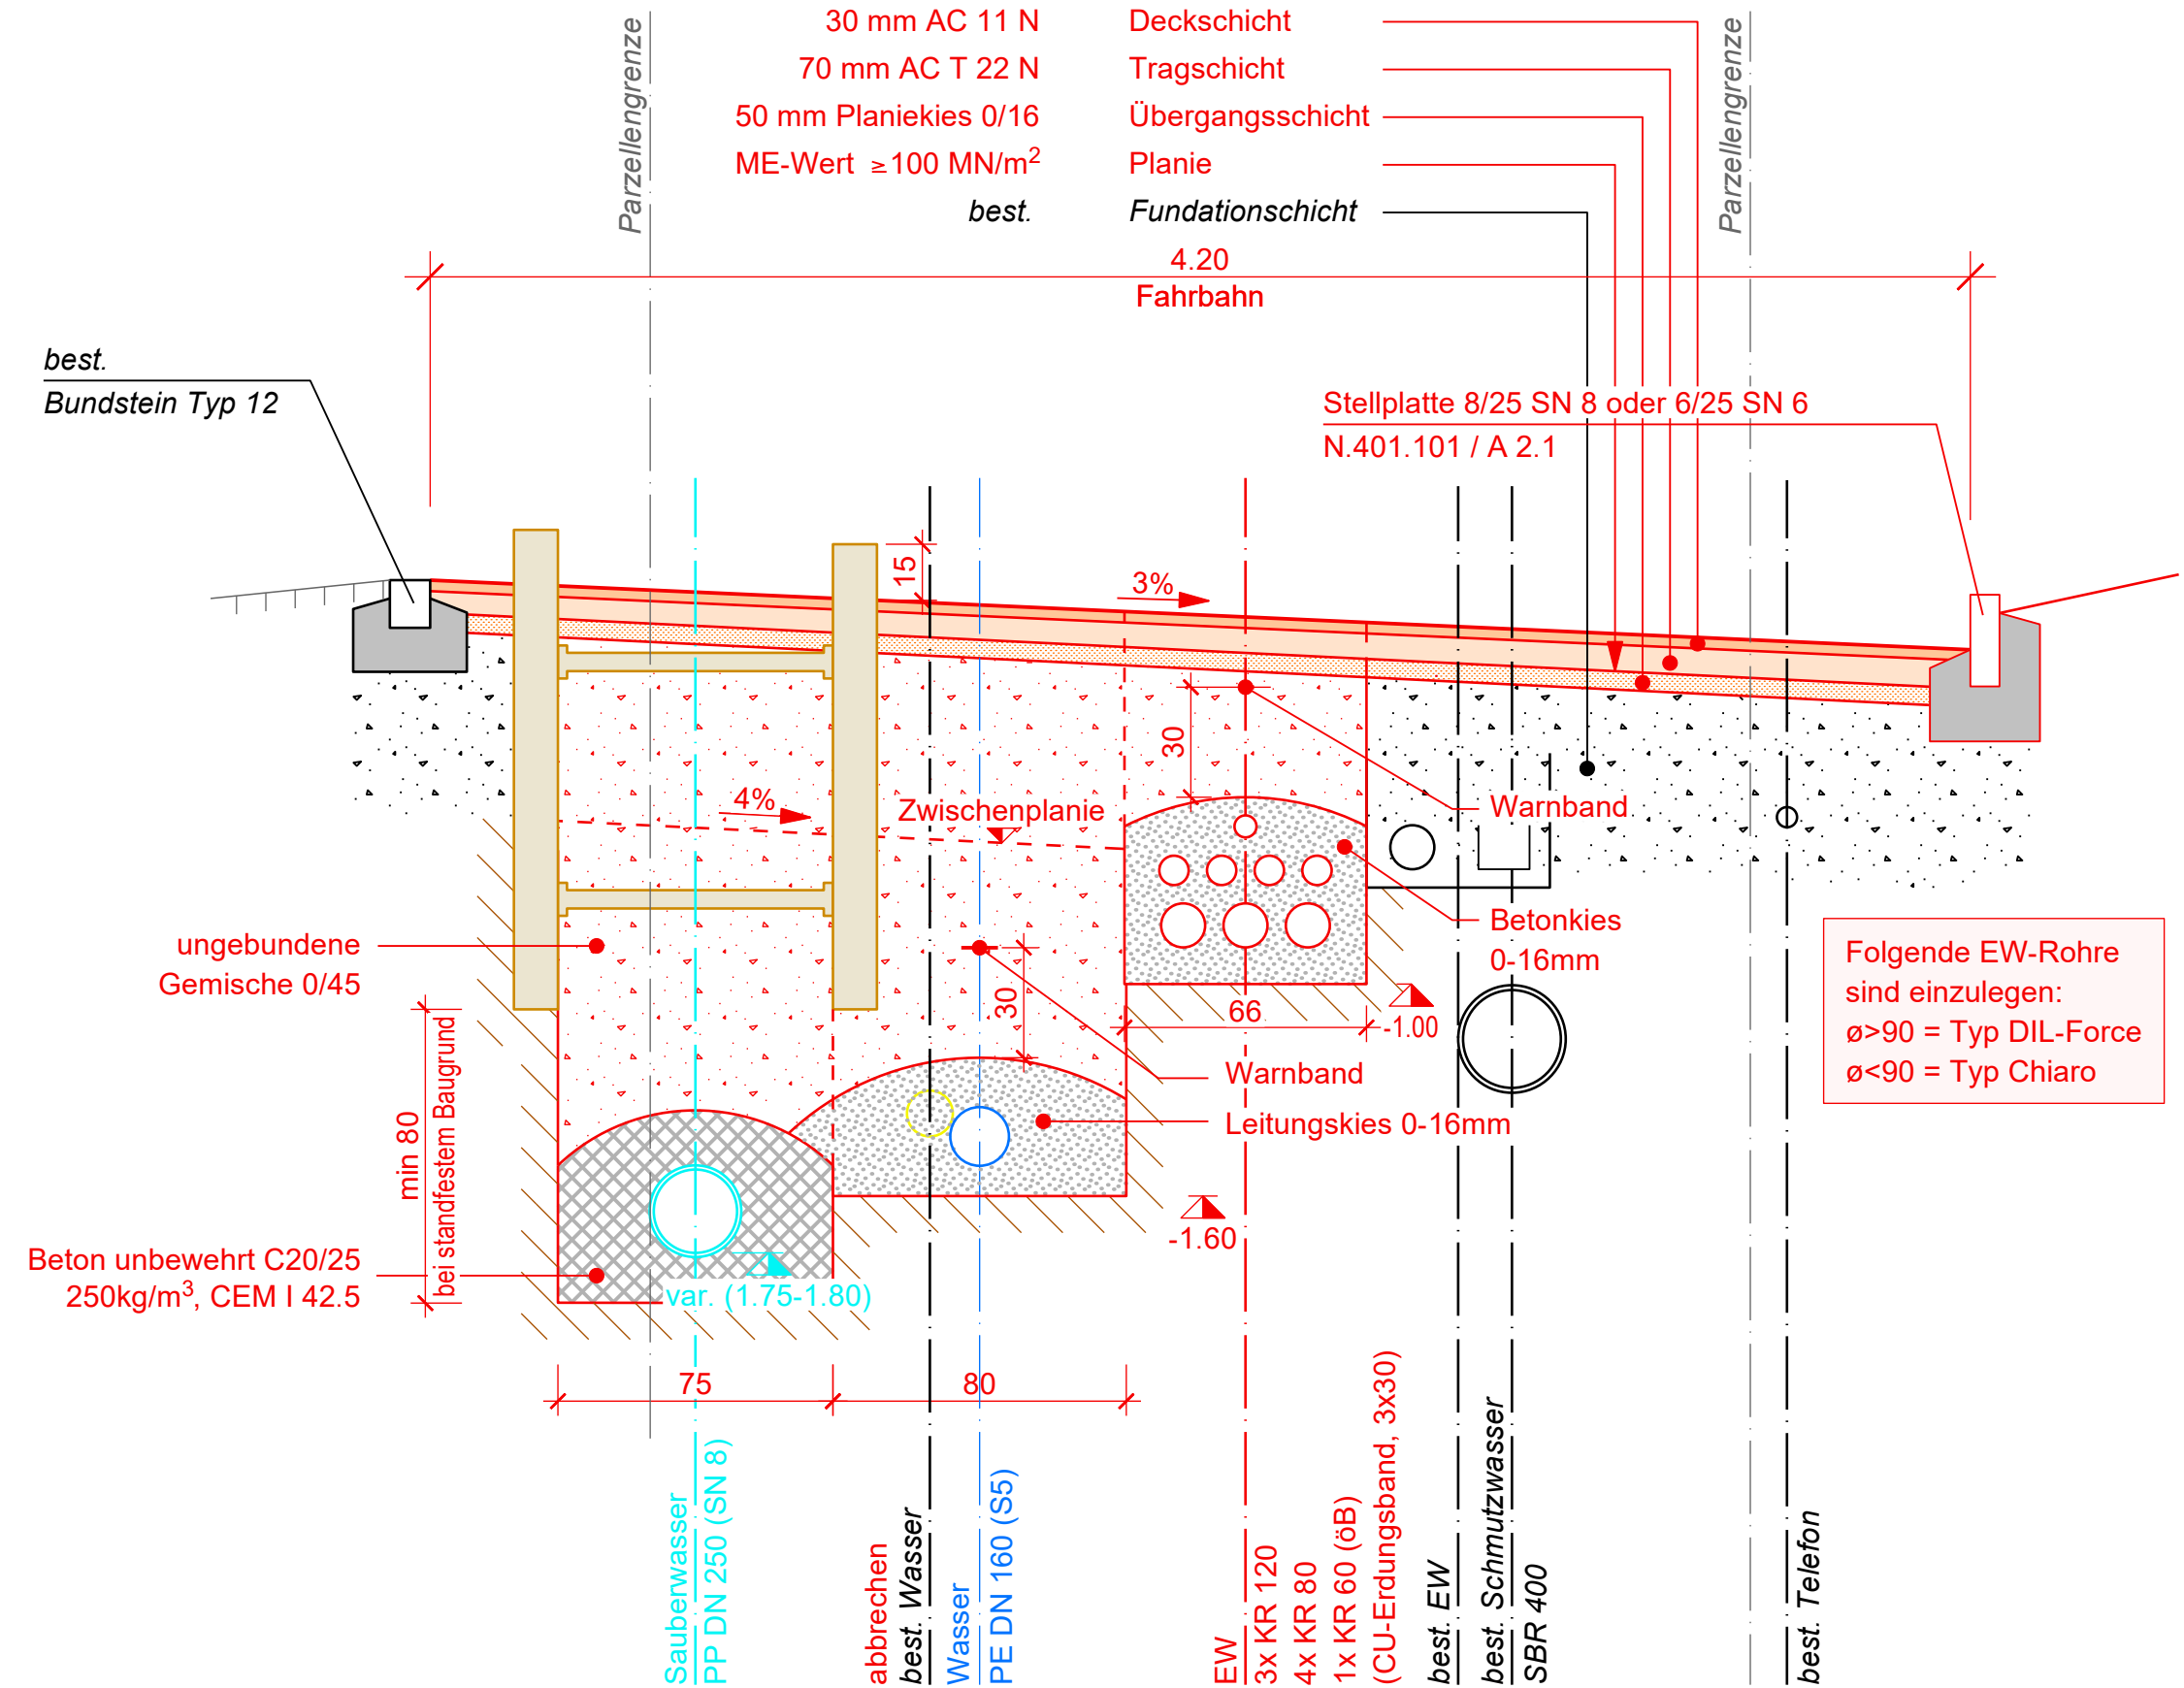 30 mm AC 11 N Deckschicht
70 mm AC T 22 N Tragschicht
50 mm Planiekies 0/16 Übergangsschicht
ME-Wert ≥100 MN/m² Planie
best. Fundationschicht
Parzellengrenze
Parzellengrenze
4.20
Fahrbahn
best.
Bundstein Typ 12
Stellplatte 8/25 SN 8 oder 6/25 SN 6
N.401.101 / A 2.1
15
3%
30
4%
Zwischenplanie
Warnband
Betonkies
0-16mm
ungebundene
Gemische 0/45
30
66
-1.00
Folgende EW-Rohre
sind einzulegen:
ø>90 = Typ DIL-Force
ø<90 = Typ Chiaro
min 80
bei standfestem Baugrund
Warnband
Leitungskies 0-16mm
-1.60
Beton unbewehrt C20/25
250kg/m³, CEM I 42.5
var. (1.75-1.80)
75
80
Sauberwasser
PP DN 250 (SN 8)
abbrechen
best. Wasser
Wasser
PE DN 160 (S5)
EW
3x KR 120
4x KR 80
1x KR 60 (öB)
(CU-Erdungsband, 3x30)
best. EW
best. Schmutzwasser
SBR 400
best. Telefon